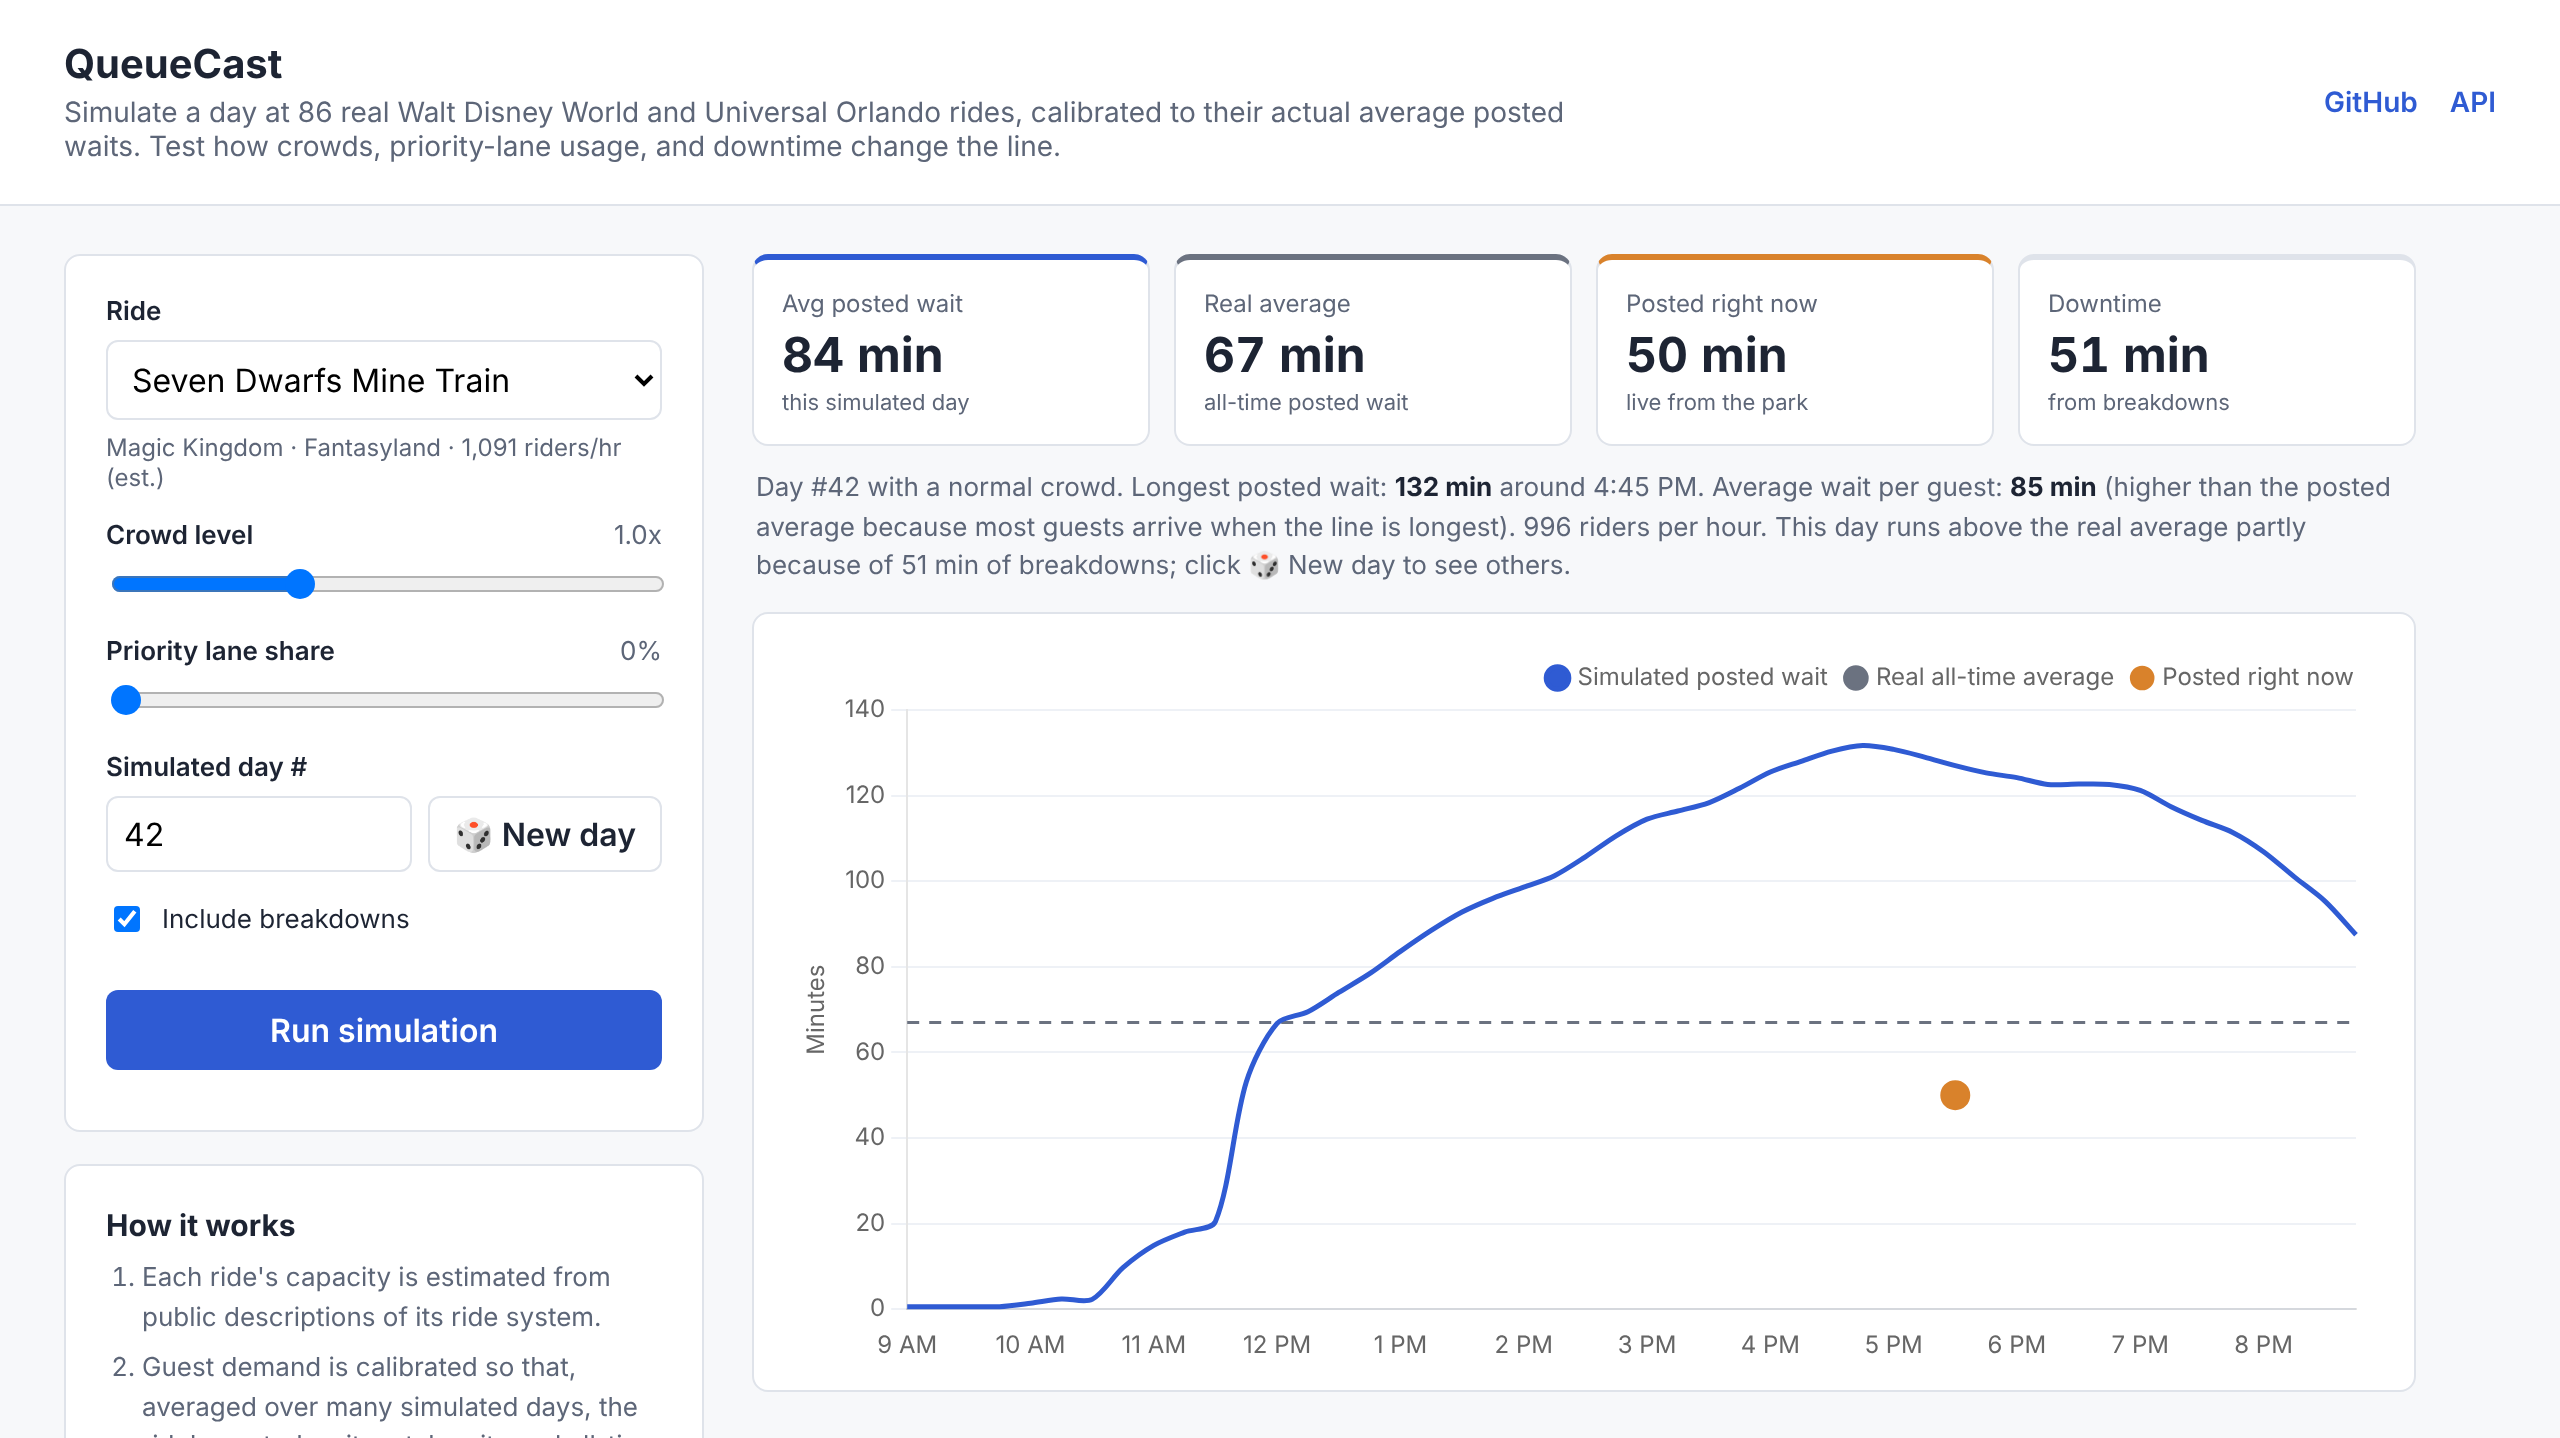 QueueCast
Simulate a day at 86 real Walt Disney World and Universal Orlando rides, calibrated to their actual average posted
waits. Test how crowds, priority-lane usage, and downtime change the line.
GitHub
API
Ride
Seven Dwarfs Mine Train
Magic Kingdom · Fantasyland · 1,091 riders/hr
(est.)
Crowd level
1.0x
Priority lane share
0%
Simulated day #
42
🎲 New day
Include breakdowns
Run simulation
How it works
1. Each ride's capacity is estimated from
public descriptions of its ride system.
2. Guest demand is calibrated so that,
averaged over many simulated days, the
Avg posted wait
84 min
this simulated day
Real average
67 min
all-time posted wait
Posted right now
50 min
live from the park
Downtime
51 min
from breakdowns
Day #42 with a normal crowd. Longest posted wait: 132 min around 4:45 PM. Average wait per guest: 85 min (higher than the posted
average because most guests arrive when the line is longest). 996 riders per hour. This day runs above the real average partly
because of 51 min of breakdowns; click 🎲 New day to see others.
Simulated posted wait
Real all-time average
Posted right now
Minutes
140
120
100
80
60
40
20
0
9 AM
10 AM
11 AM
12 PM
1 PM
2 PM
3 PM
4 PM
5 PM
6 PM
7 PM
8 PM